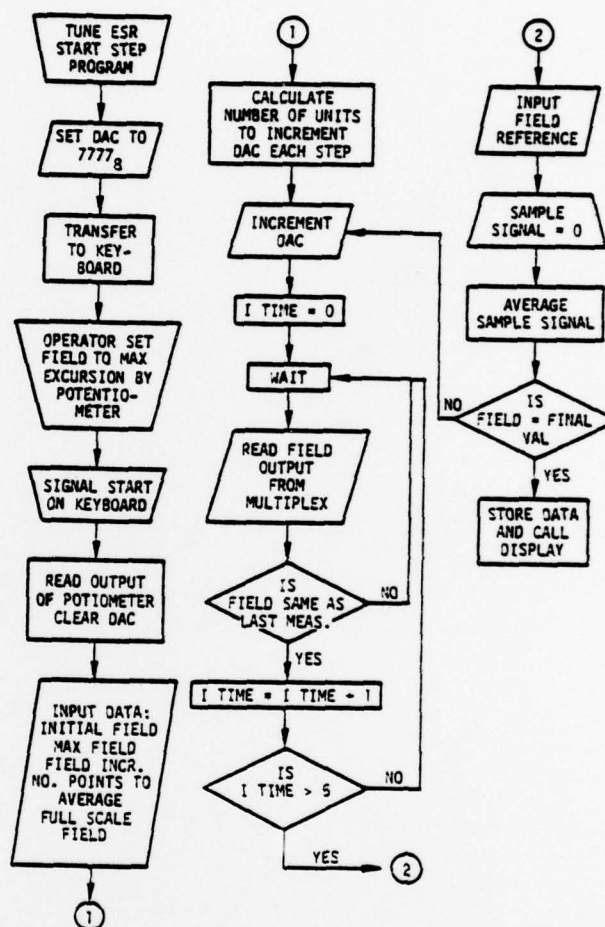 TUNE ESR
START STEP
PROGRAM
SET DAC TO
7777₈
TRANSFER
TO KEY-
BOARD
OPERATOR SET
FIELD TO MAX
EXCURSION BY
POTENTIO-
METER
SIGNAL START
ON KEYBOARD
READ OUTPUT
OF POTIOMETER
CLEAR DAC
INPUT DATA:
INITIAL FIELD
MAX FIELD
FIELD INCR.
NO. POINTS TO
AVERAGE
FULL SCALE
FIELD
1
1
CALCULATE
NUMBER OF UNITS
TO INCREMENT
DAC EACH STEP
INCREMENT
DAC
I TIME = 0
WAIT
READ FIELD
OUTPUT
FROM
MULTIPLEX
IS
FIELD SAME AS
LAST MEAS.
NO
YES
I TIME = I TIME + 1
IS
I TIME > 5
NO
YES
2
2
INPUT
FIELD
REFERENCE
SAMPLE
SIGNAL = 0
AVERAGE
SAMPLE SIGNAL
IS
FIELD = FINAL
VAL
NO
YES
STORE DATA
AND CALL
DISPLAY